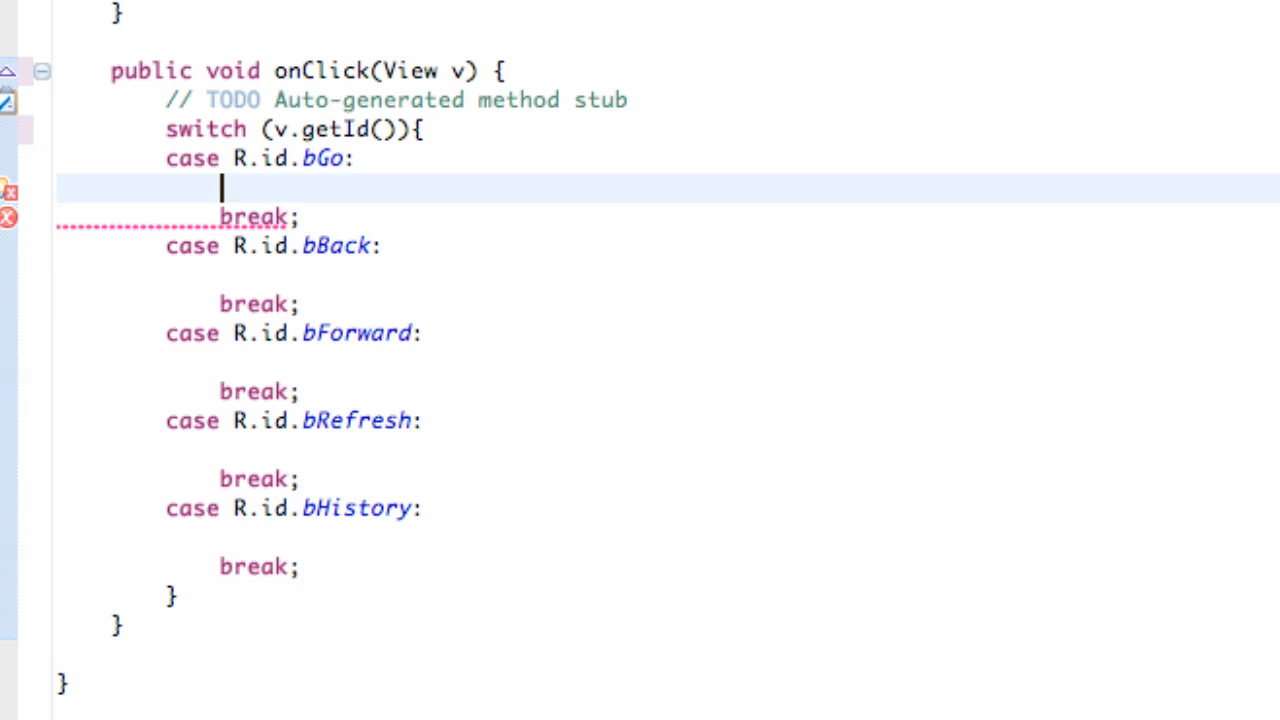 }
public void onClick(View v) {
// TODO Auto-generated method stub
switch (v.getId()){
case R.id.bGo:
break;
case R.id.bBack:
break;
case R.id.bForward:
break;
case R.id.bRefresh:
break;
case R.id.bHistory:
break;
}
}
}